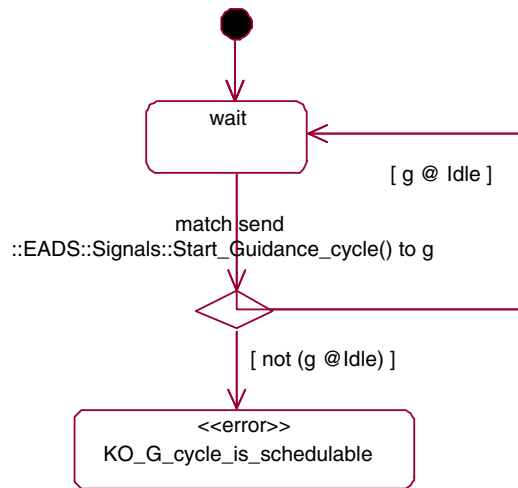 wait
[ g @ Idle ]
match send
::EADS::Signals::Start_Guidance_cycle() to g
[ not (g @Idle) ]
<<error>>
KO_G_cycle_is_schedulable